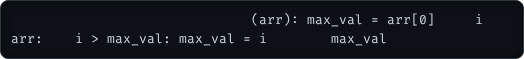 (arr): max_val = arr[0] i
arr: i > max_val: max_val = i max_val